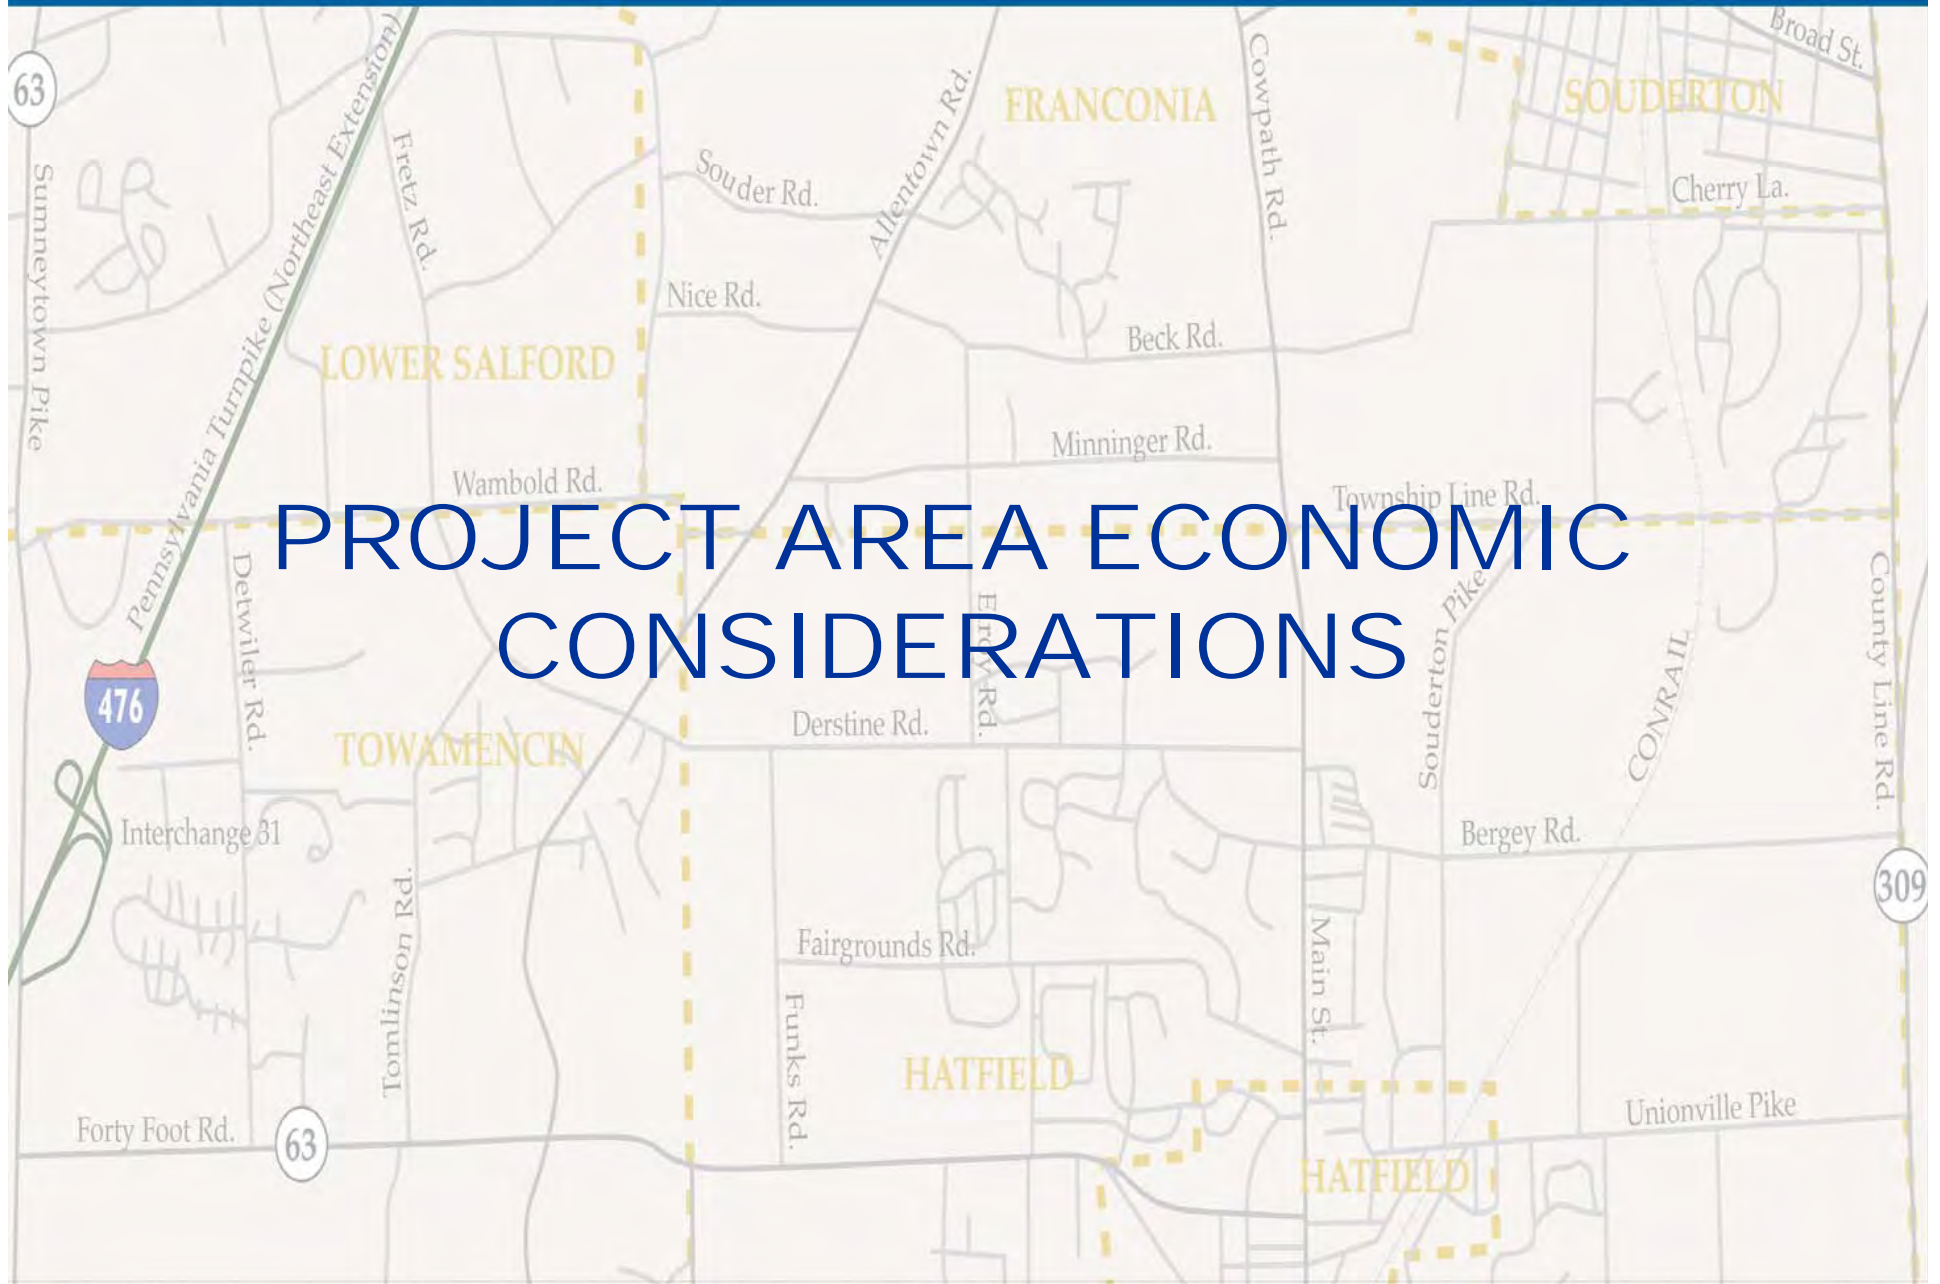 Broad St.
63
FRANCONIA
SOUDERTON
Pennsylvania Turnpike (Northeast Extension)
Sumneytown Pike
Fretz Rd.
Souder Rd.
Allentown Rd.
Cowpath Rd.
Cherry La.
Nice Rd.
Beck Rd.
LOWER SALFORD
Minninger Rd.
Wambold Rd.
Township Line Rd.
PROJECT AREA ECONOMIC
CONSIDERATIONS
Detwiler Rd.
Souderton Pike
CONRAIL
County Line Rd.
476
TOWAMENCIN
Derstine Rd.
Interchange 31
Bergey Rd.
309
Tomlinson Rd.
Fairgrounds Rd.
Main St.
Funks Rd.
HATFIELD
Forty Foot Rd.
63
Unionville Pike
HATFIELD